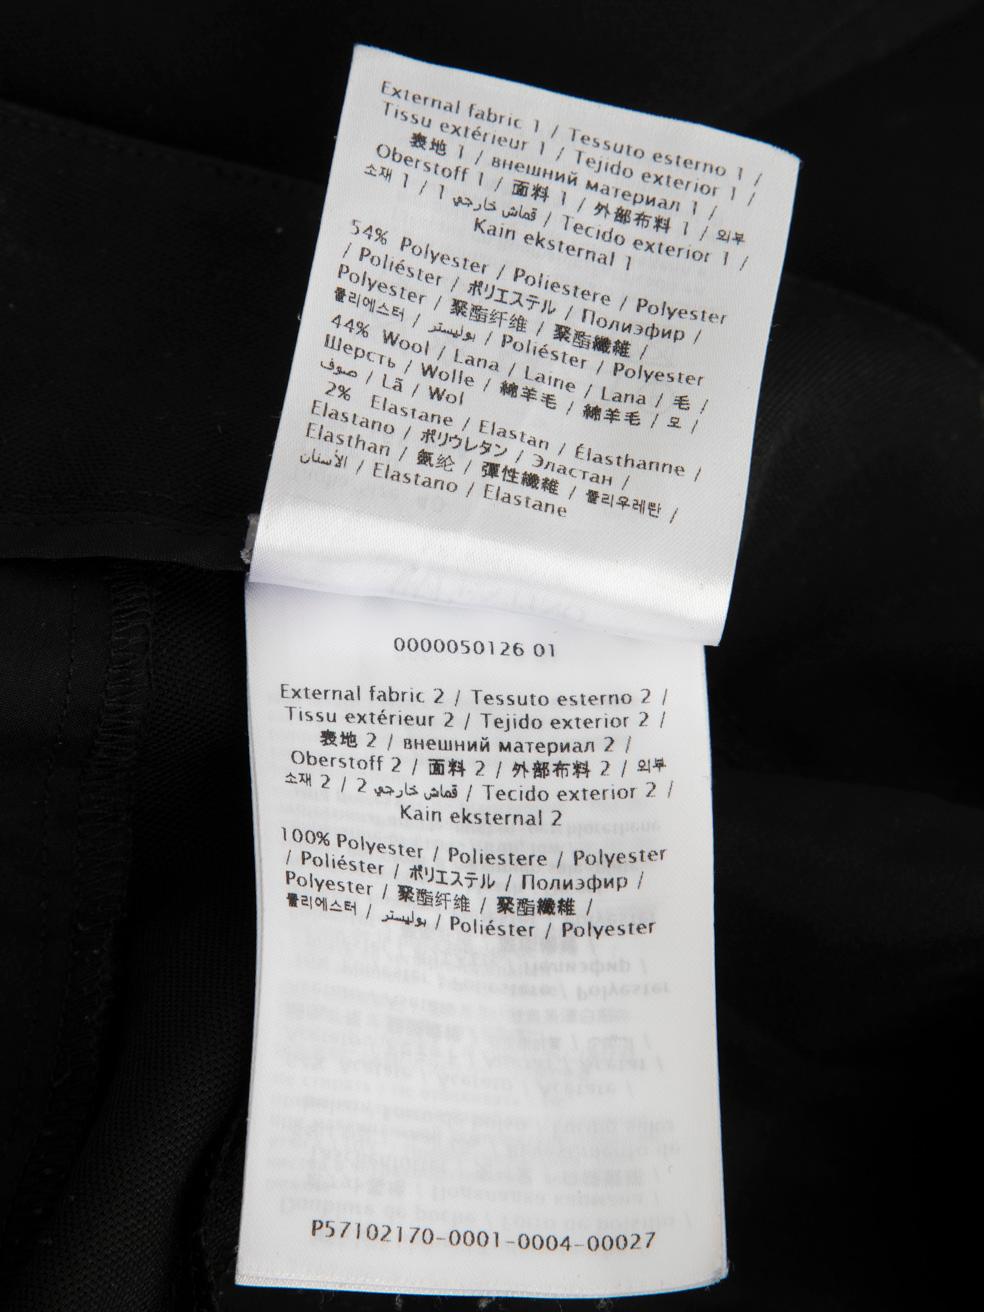 External fabric 1 / Tessuto esterno 1 /
Tissu extérieur 1 / Tejido exterior 1 /
表地 1 / внешний материал 1 /
Oberstoff 1 / 面料 1 / 外部布料 1 / 외부
소재 1 / 1 قماش خارجي / Tecido exterior 1 /
Kain eksternal 1
54% Polyester / Poliestere / Polyester
/ Poliéster / ポリエステル / Полиэфир /
Polyester / 聚酯纤维 / 聚酯纖維 /
폴리에스터 / بوليستر / Poliéster / Polyester
44% Wool / Lana / Laine / Lana / 毛 /
Шерсть / Wolle / 綿羊毛 / 綿羊毛 / 모 /
صوف / Lã / Wol
2% Elastane / Elastan / Élasthanne /
Elastano / ポリウレタン / Эластан /
Elasthan / 氨纶 / 彈性纖維 / 폴리우레탄 /
الأستان / Elastano / Elastane
0000050126 01
External fabric 2 / Tessuto esterno 2 /
Tissu extérieur 2 / Tejido exterior 2 /
表地 2 / внешний материал 2 /
Oberstoff 2 / 面料 2 / 外部布料 2 / 외부
소재 2 / 2 قماش خارجي / Tecido exterior 2 /
Kain eksternal 2
100% Polyester / Poliestere / Polyester
/ Poliéster / ポリエステル / Полиэфир /
Polyester / 聚酯纤维 / 聚酯纖維 /
폴리에스터 / بوليستر / Poliéster / Polyester
P57102170-0001-0004-00027